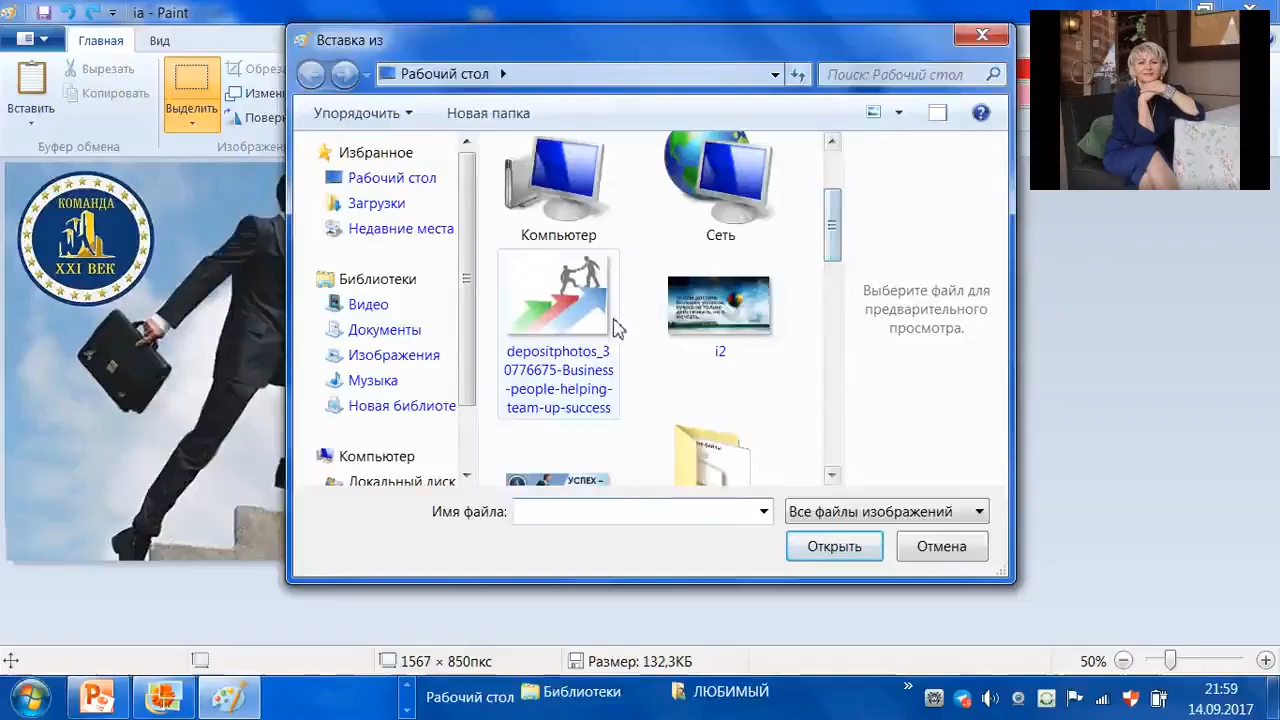 ia - Paint
Главная
Вид
Вставить
Вырезать
Копировать
Буфер обмена
Выделить
Обрез
Измен
Поверн
Изображени
КОМАНДА
XXI ВЕК
Вставка из
Рабочий стол
Поиск: Рабочий стол
Упорядочить
Новая папка
Избранное
Рабочий стол
Загрузки
Недавние места
Библиотеки
Видео
Документы
Изображения
Музыка
Новая библиоте
Компьютер
Локальный диск
Компьютер
Сеть
depositphotos_3
0776675-Business
-people-helping-
team-up-success
i2
УСПЕХ –
Выберите файл для
предварительного
просмотра.
Имя файла:
Все файлы изображений
Открыть
Отмена
1567 × 850пкс
Размер: 132,3КБ
50%
Рабочий стол
Библиотеки
ЛЮБИМЫЙ
»
21:59
14.09.2017